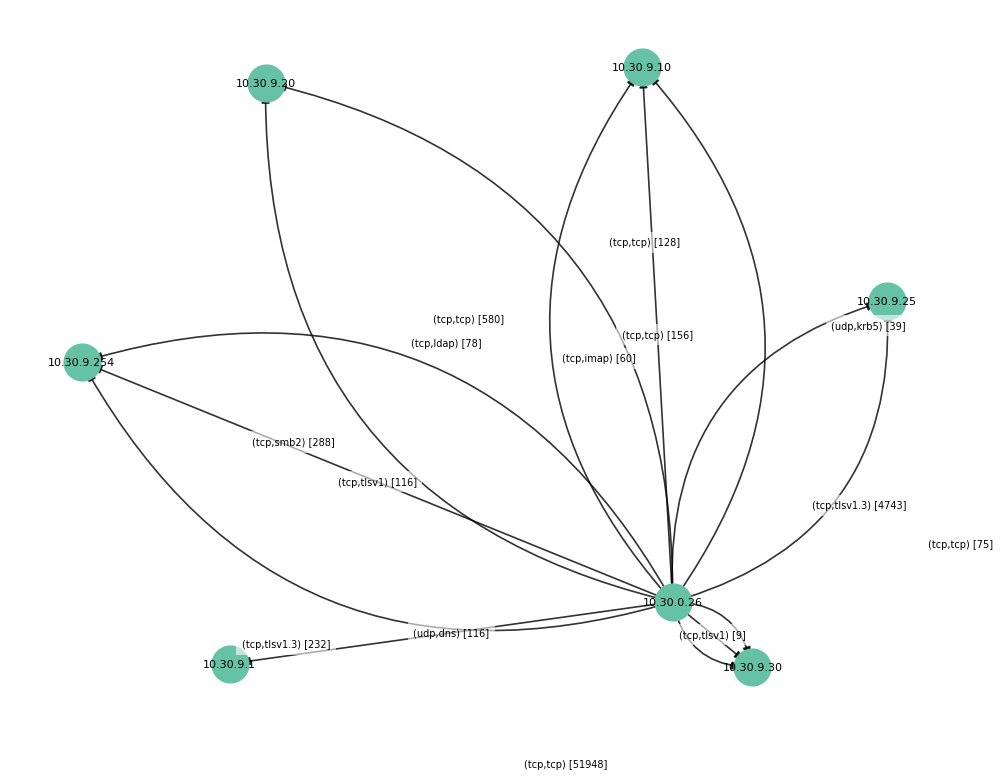 10.30.9.10
10.30.9.20
(tcp,tcp) [128]
10.30.9.25
(tcp,tcp) [580]
(udp,krb5) [39]
(tcp,tcp) [156]
(tcp,ldap) [78]
(tcp,imap) [60]
10.30.9.254
(tcp,smb2) [288]
(tcp,tlsv1) [116]
(tcp,tlsv1.3) [4743]
(tcp,tcp) [75]
10.30.0.26
(udp,dns) [116]
(tcp,tlsv1) [9]
(tcp,tlsv1.3) [232]
10.30.9.1
10.30.9.30
(tcp,tcp) [51948]